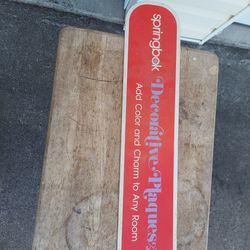 springbok
Decorative Plaques
Add Color and Charm to Any Room